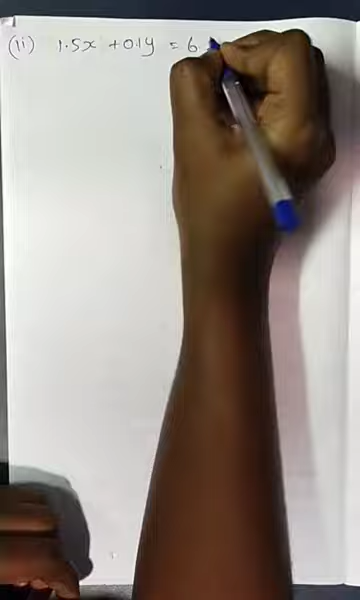 (ii) 1.5x + 0.1y = 6.